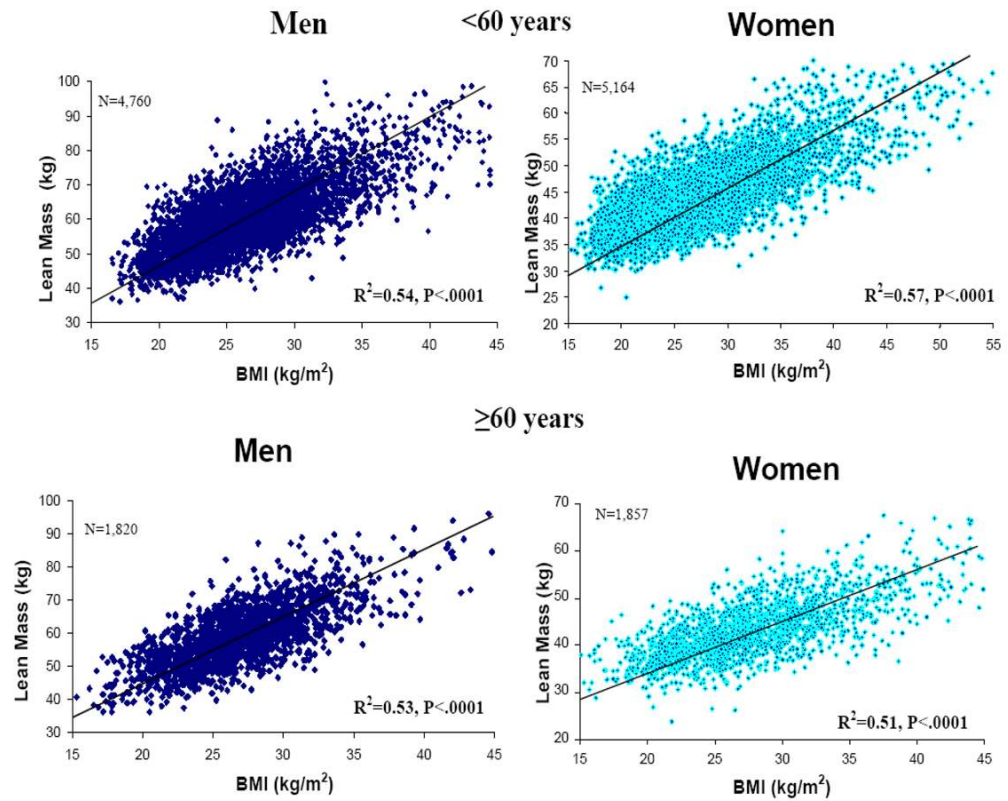 Men
<60 years
Women
N=4,760
100
90
80
70
60
50
40
30
Lean Mass (kg)
R²=0.54, P<.0001
15 20 25 30 35 40 45
BMI (kg/m²)
N=5,164
70
65
60
55
50
45
40
35
30
25
20
Lean Mass (kg)
R²=0.57, P<.0001
15 20 25 30 35 40 45 50 55
BMI (kg/m²)
≥60 years
Men
Women
N=1,820
100
90
80
70
60
50
40
30
Lean Mass (kg)
R²=0.53, P<.0001
15 20 25 30 35 40 45
BMI (kg/m²)
N=1,857
70
60
50
40
30
20
Lean Mass (kg)
R²=0.51, P<.0001
15 20 25 30 35 40 45
BMI (kg/m²)